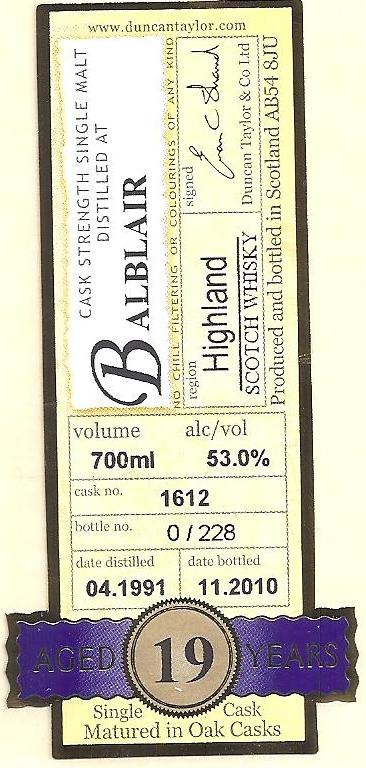 www.duncantaylor.com
CASK STRENGTH SINGLE MALT
DISTILLED AT
BALBLAIR
NO CHILL FILTERING OR COLOURINGS OF ANY KIND
region
Highland
SCOTCH WHISKY
signed
Duncan Taylor & Co Ltd
Produced and bottled in Scotland AB54 8JU
volume alc/vol
700ml 53.0%
cask no. 1612
bottle no. 0 / 228
date distilled date bottled
04.1991 11.2010
AGED 19 YEARS
Single Cask
Matured in Oak Casks